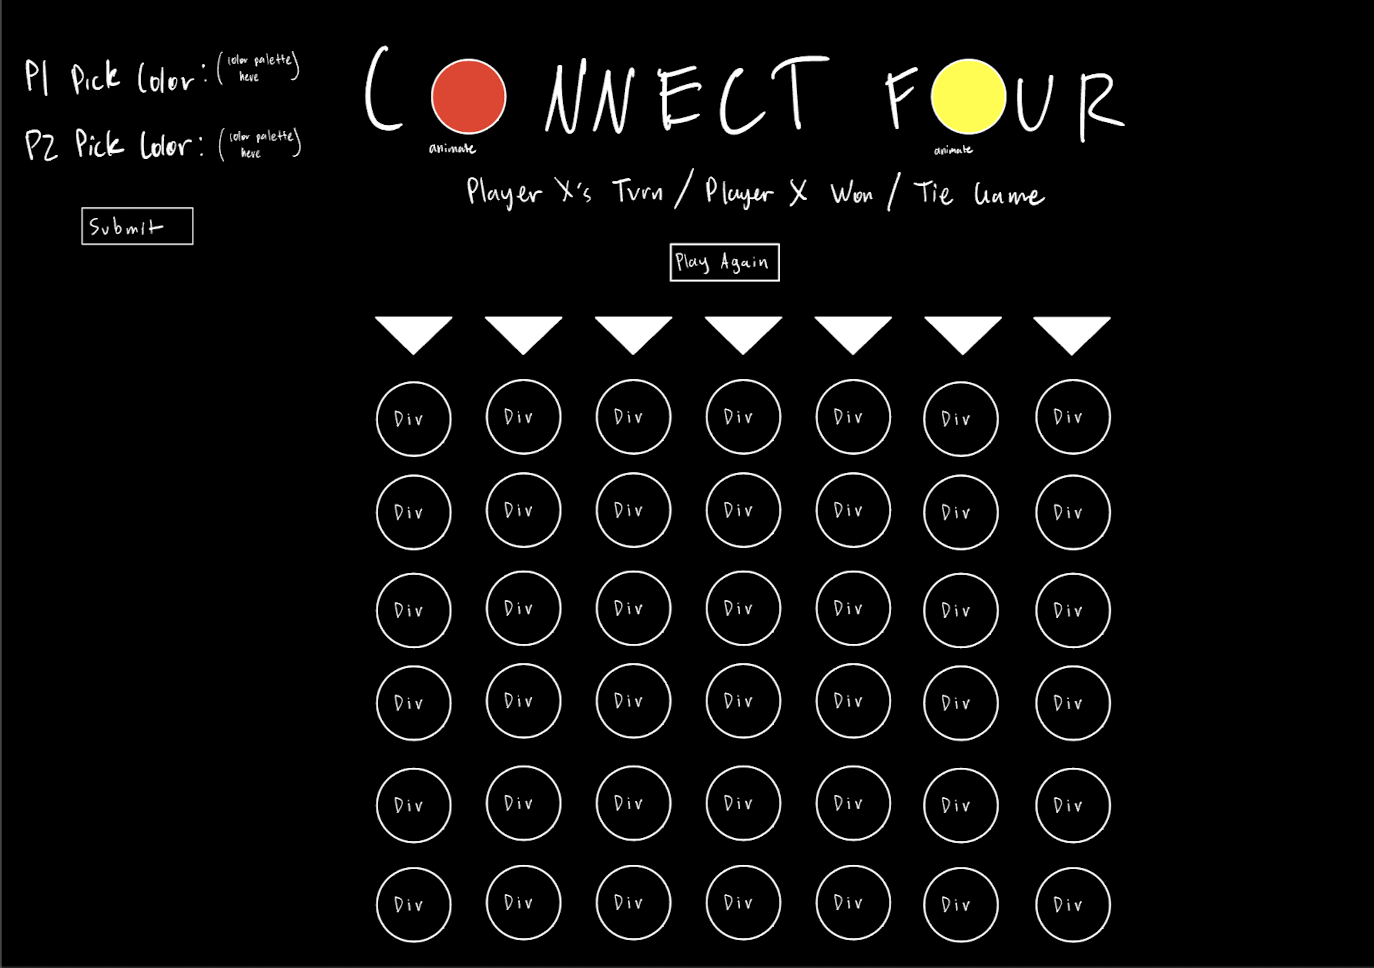 P1 Pick Color: (color palette here)
P2 Pick Color: (color palette here)
Submit
CONNECT FOUR
animate animate
Player X's Turn / Player X Won / Tie Game
Play Again
Div Div Div Div Div Div Div
Div Div Div Div Div Div Div
Div Div Div Div Div Div Div
Div Div Div Div Div Div Div
Div Div Div Div Div Div Div
Div Div Div Div Div Div Div